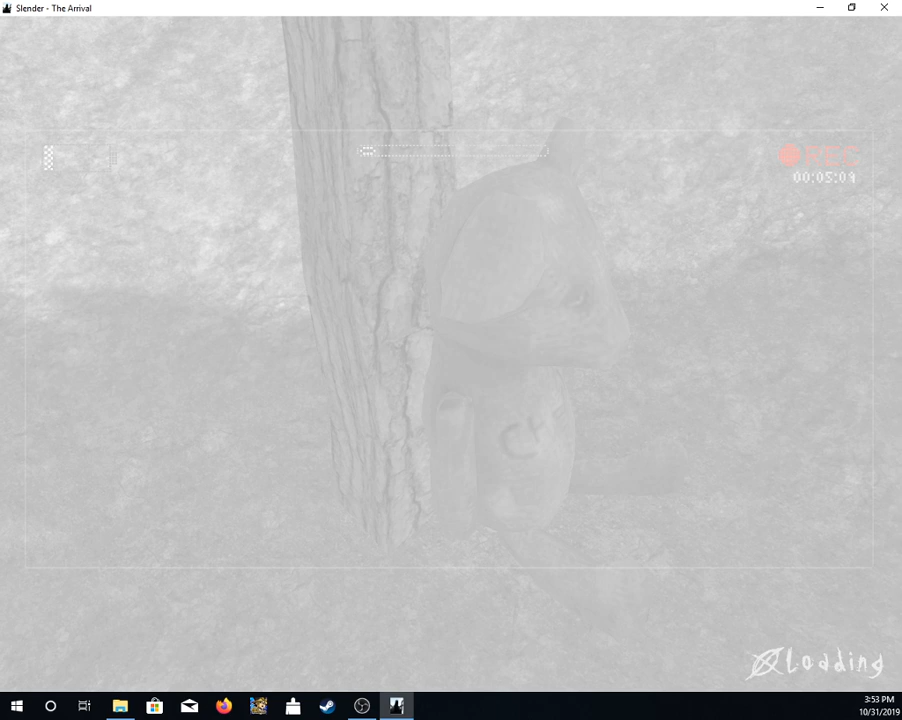 Slender - The Arrival
REC
00:05:09
Loading
3:53 PM
10/31/2019